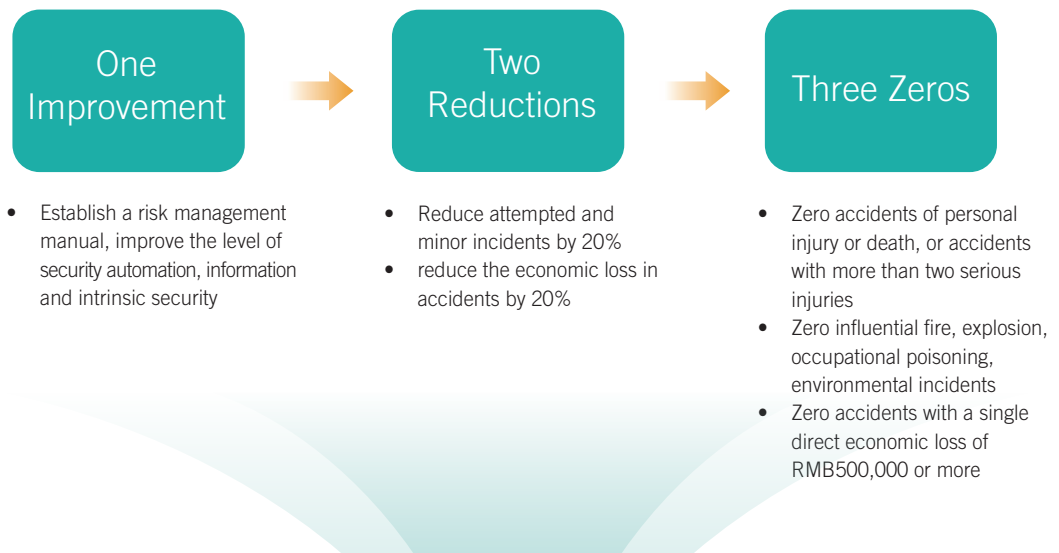 One
Improvement
Two
Reductions
Three Zeros
• Establish a risk management
manual, improve the level of
security automation, information
and intrinsic security
• Reduce attempted and
minor incidents by 20%
• reduce the economic loss in
accidents by 20%
• Zero accidents of personal
injury or death, or accidents
with more than two serious
injuries
• Zero influential fire, explosion,
occupational poisoning,
environmental incidents
• Zero accidents with a single
direct economic loss of
RMB500,000 or more